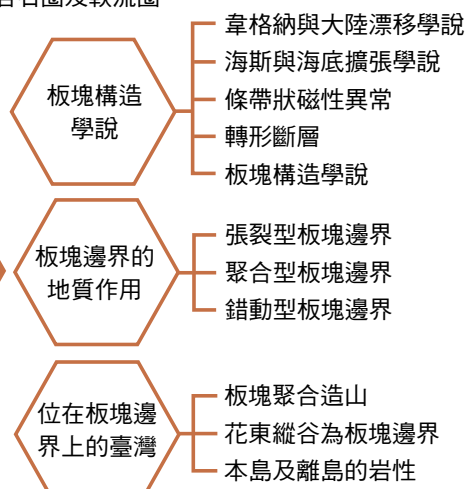 岩石圈及軟流圈
板塊構造
學說
韋格納與大陸漂移學說
海斯與海底擴張學說
條帶狀磁性異常
轉形斷層
板塊構造學說
板塊邊界的
地質作用
張裂型板塊邊界
聚合型板塊邊界
錯動型板塊邊界
位在板塊邊
界上的臺灣
板塊聚合造山
花東縱谷為板塊邊界
本島及離島的岩性